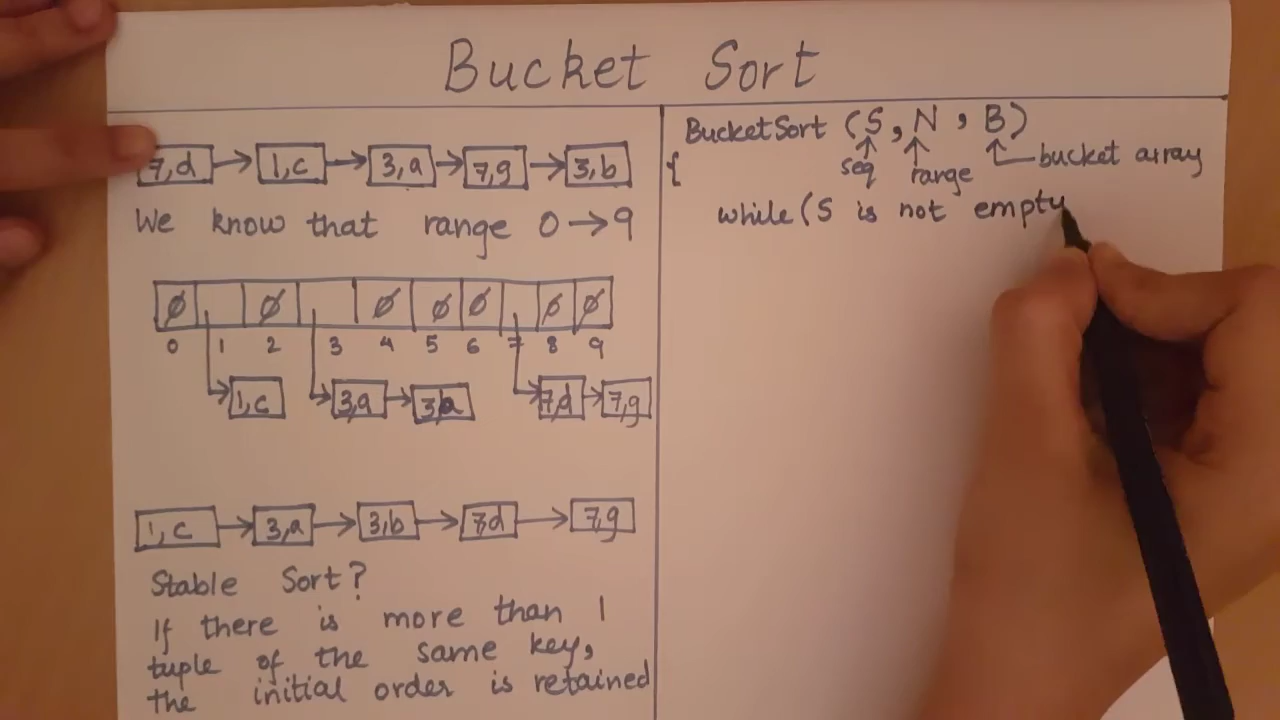 Bucket Sort
7,d 1,c 3,a 7,g 3,b
We know that range 0 → 9
ø ø ø ø ø ø ø
0 1 2 3 4 5 6 7 8 9
1,c 3,a 3,b 7,d 7,g
1,c 3,a 3,b 7,d 7,g
Stable Sort?
If there is more than 1
tuple of the same key,
the initial order is retained
BucketSort (S, N, B)
seq range bucket array
{
while (S is not empty